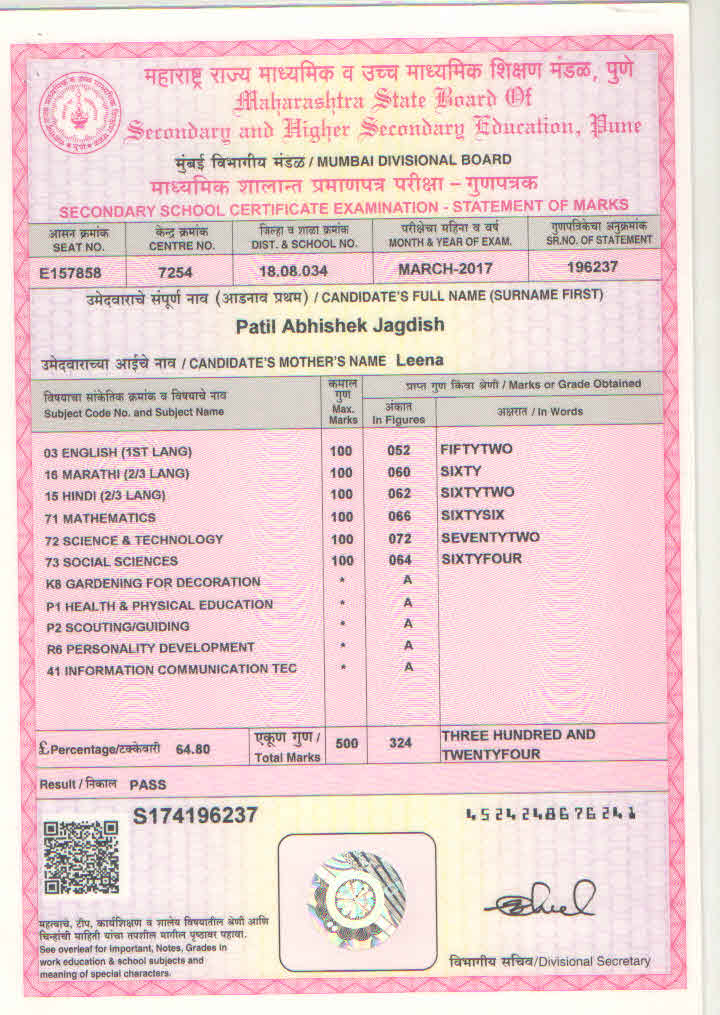 महाराष्ट्र राज्य माध्यमिक व उच्च माध्यमिक शिक्षण मंडळ, पुणे
Maharashtra State Board Of
Secondary and Higher Secondary Education, Pune
मुंबई विभागीय मंडळ / MUMBAI DIVISIONAL BOARD
माध्यमिक शालान्त प्रमाणपत्र परीक्षा – गुणपत्रक
SECONDARY SCHOOL CERTIFICATE EXAMINATION - STATEMENT OF MARKS
आसन क्रमांक केन्द्र क्रमांक जिल्हा व शाळा क्रमांक परीक्षेचा महिना व वर्ष गुणपत्रिकेचा अनुक्रमांक
SEAT NO. CENTRE NO. DIST. & SCHOOL NO. MONTH & YEAR OF EXAM. SR.NO. OF STATEMENT
E157858 7254 18.08.034 MARCH-2017 196237
उमेदवाराचे संपूर्ण नाव (आडनाव प्रथम) / CANDIDATE'S FULL NAME (SURNAME FIRST)
Patil Abhishek Jagdish
उमेदवाराच्या आईचे नाव / CANDIDATE'S MOTHER'S NAME Leena
विषयाचा सांकेतिक क्रमांक व विषयाचे नाव
Subject Code No. and Subject Name
कमाल
गुण
Max.
Marks
प्राप्त गुण किंवा श्रेणी / Marks or Grade Obtained
अंकात
In Figures
अक्षरात / In Words
03 ENGLISH (1ST LANG) 100 052 FIFTYTWO
16 MARATHI (2/3 LANG) 100 060 SIXTY
15 HINDI (2/3 LANG) 100 062 SIXTYTWO
71 MATHEMATICS 100 066 SIXTYSIX
72 SCIENCE & TECHNOLOGY 100 072 SEVENTYTWO
73 SOCIAL SCIENCES 100 064 SIXTYFOUR
K8 GARDENING FOR DECORATION * A
P1 HEALTH & PHYSICAL EDUCATION * A
P2 SCOUTING/GUIDING * A
R6 PERSONALITY DEVELOPMENT * A
41 INFORMATION COMMUNICATION TEC * A
£Percentage/टक्केवारी 64.80
एकूण गुण /
Total Marks
500 324
THREE HUNDRED AND
TWENTYFOUR
Result / निकाल PASS
S174196237
4524248676241
महत्वाचे, टीप, कार्यशिक्षण व शालेय विषयातील श्रेणी आणि
चिन्हांची माहिती यांचा तपशील मागील पृष्ठावर पहावा.
See overleaf for Important, Notes, Grades in
work education & school subjects and
meaning of special characters.
विभागीय सचिव/Divisional Secretary